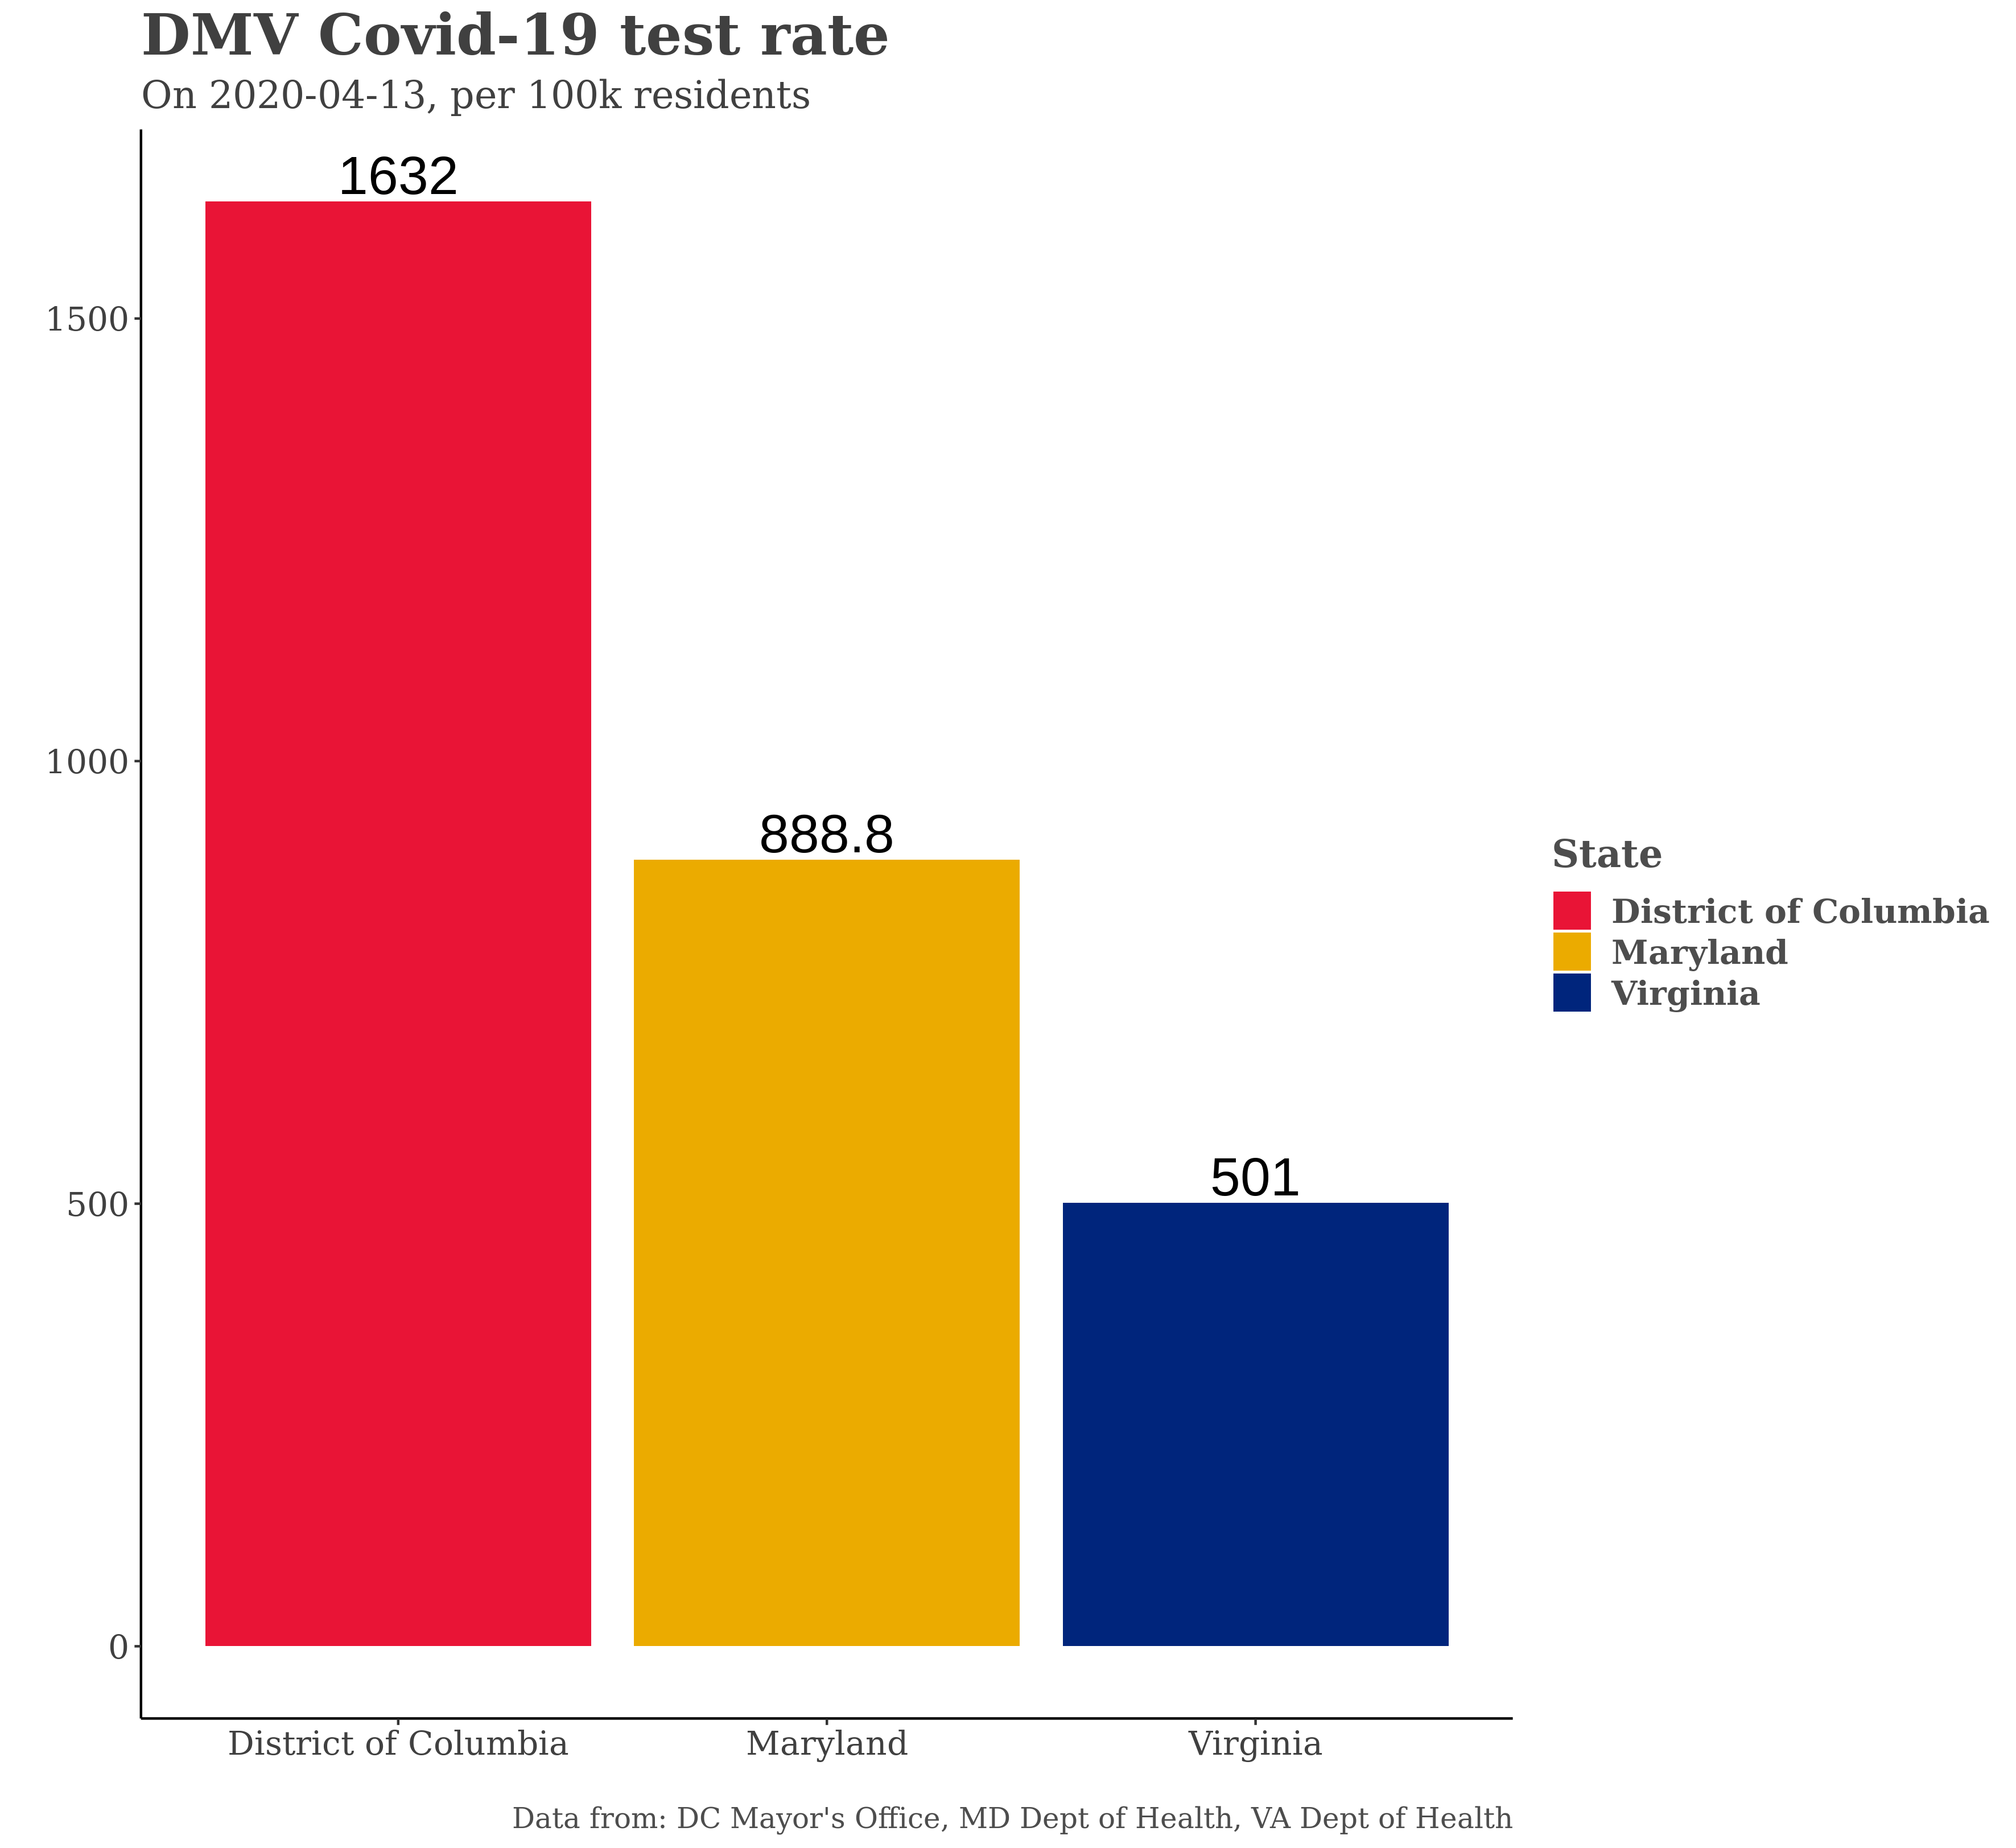 DMV Covid-19 test rate
On 2020-04-13, per 100k residents
1632
1500
1000
888.8
501
500
0
State
District of Columbia
Maryland
Virginia
District of Columbia
Maryland
Virginia
Data from: DC Mayor's Office, MD Dept of Health, VA Dept of Health